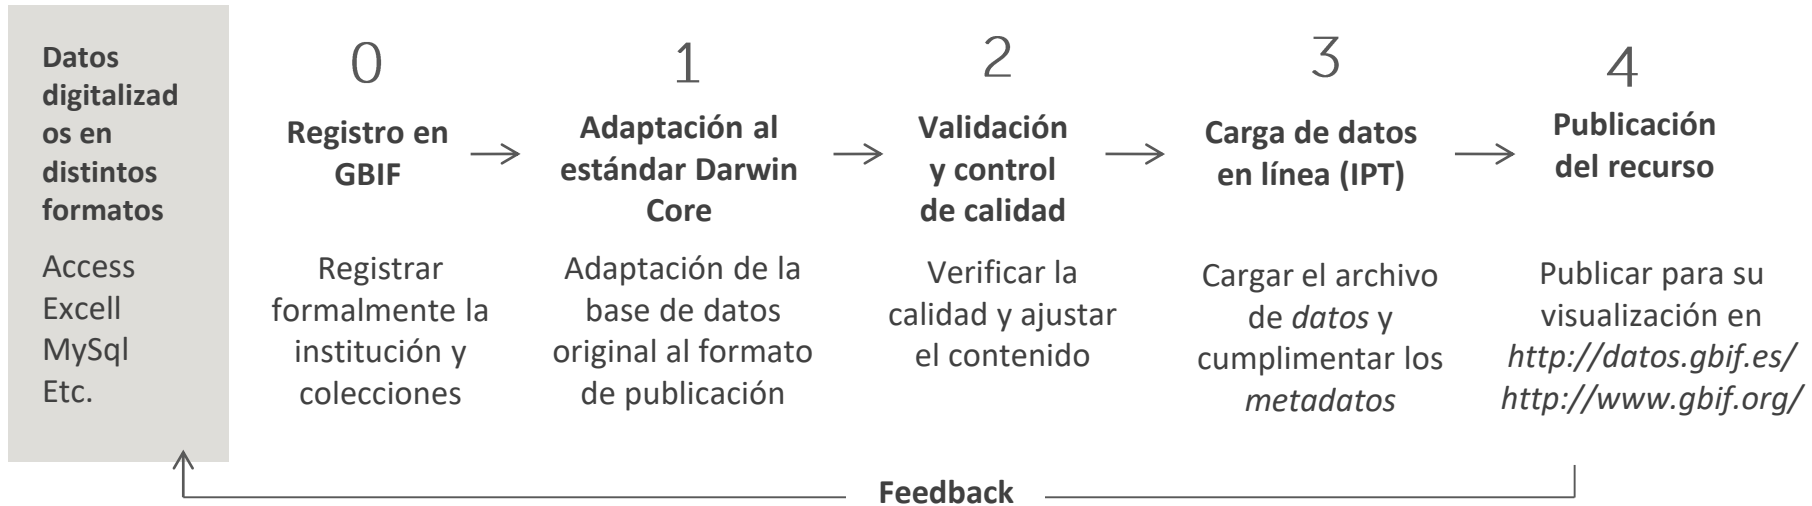 Datos
digitalizad
os en
distintos
formatos
Access
Excell
MySql
Etc.
0
Registro en
GBIF
Registrar
formalmente la
institución y
colecciones
1
Adaptación al
estándar Darwin
Core
Adaptación de la
base de datos
original al formato
de publicación
2
Validación
y control
de calidad
Verificar la
calidad y ajustar
el contenido
3
Carga de datos
en línea (IPT)
Cargar el archivo
de datos y
cumplimentar los
metadatos
4
Publicación
del recurso
Publicar para su
visualización en
http://datos.gbif.es/
http://www.gbif.org/
Feedback